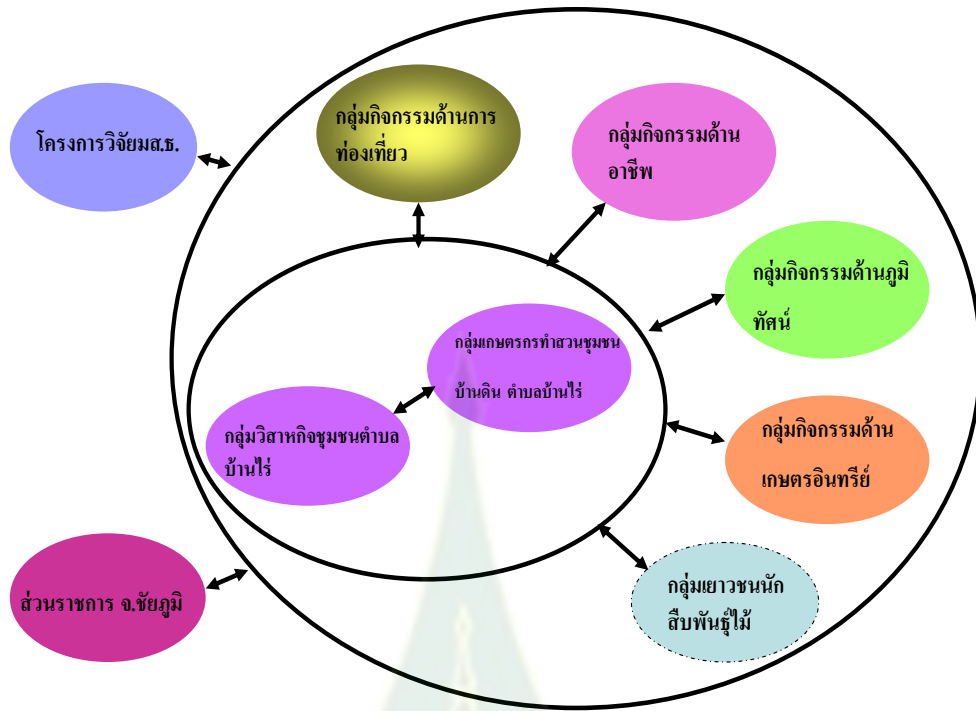 โครงการวิจัยมส.ธ.
กลุ่มกิจกรรมด้านการ
ท่องเที่ยว
กลุ่มกิจกรรมด้าน
อาชีพ
กลุ่มกิจกรรมด้านภูมิ
ทัศน์
กลุ่มเกษตรกรทำสวนชุมชน
บ้านดิน ตำบลบ้านไร่
กลุ่มวิสาหกิจชุมชนตำบล
บ้านไร่
กลุ่มกิจกรรมด้าน
เกษตรอินทรีย์
กลุ่มเยาวชนนัก
สืบพันธุ์ไม้
ส่วนราชการ จ.ชัยภูมิ